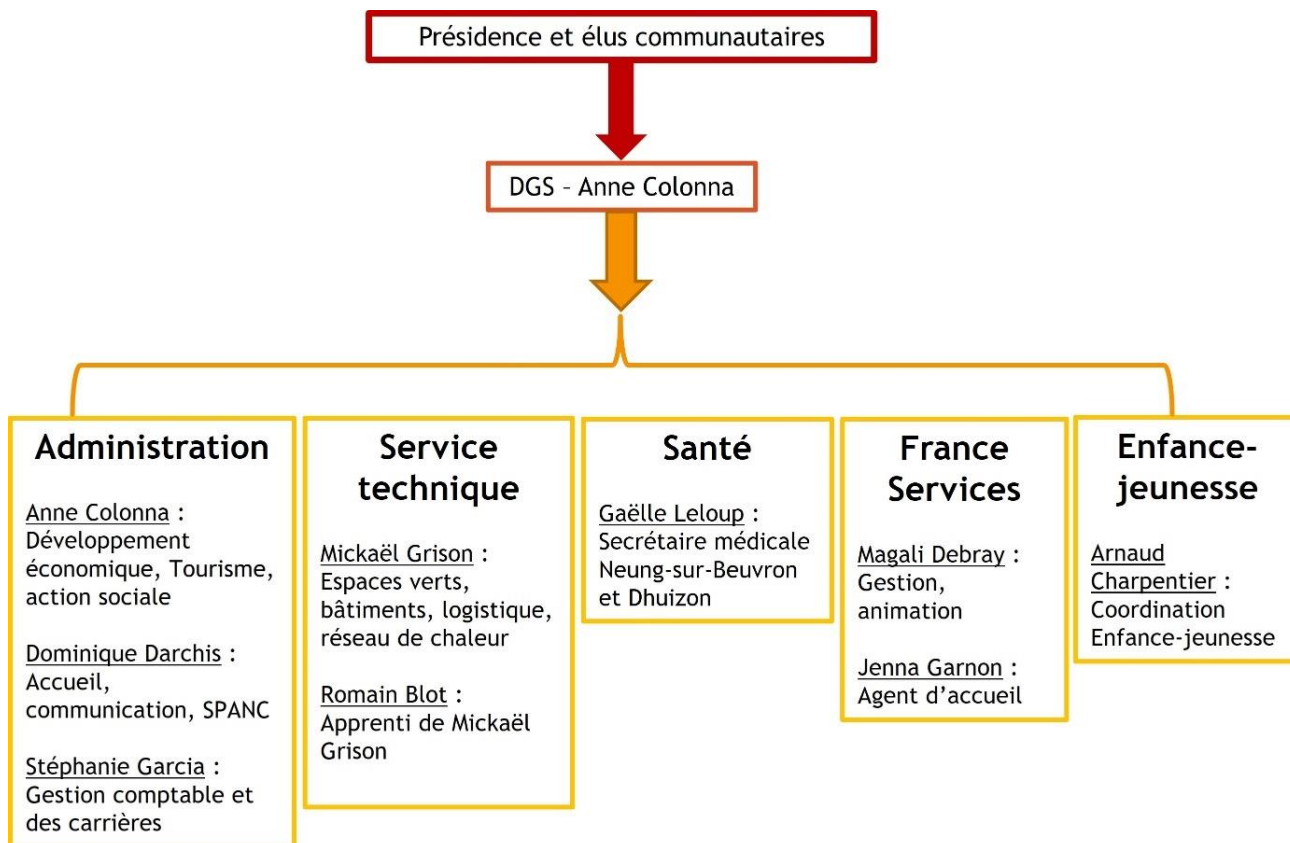 Présidence et élus communautaires
DGS – Anne Colonna
Administration
Anne Colonna :
Développement
économique, Tourisme,
action sociale
Dominique Darchis :
Accueil,
communication, SPANC
Stéphanie Garcia :
Gestion comptable et
des carrières
Service
technique
Mickaël Grison :
Espaces verts,
bâtiments, logistique,
réseau de chaleur
Romain Blot :
Apprenti de Mickaël
Grison
Santé
Gaëlle Leloup :
Secrétaire médicale
Neung-sur-Beuvron
et Dhuizon
France
Services
Magali Debray :
Gestion,
animation
Jenna Garnon :
Agent d’accueil
Enfance-
jeunesse
Arnaud
Charpentier :
Coordination
Enfance-jeunesse